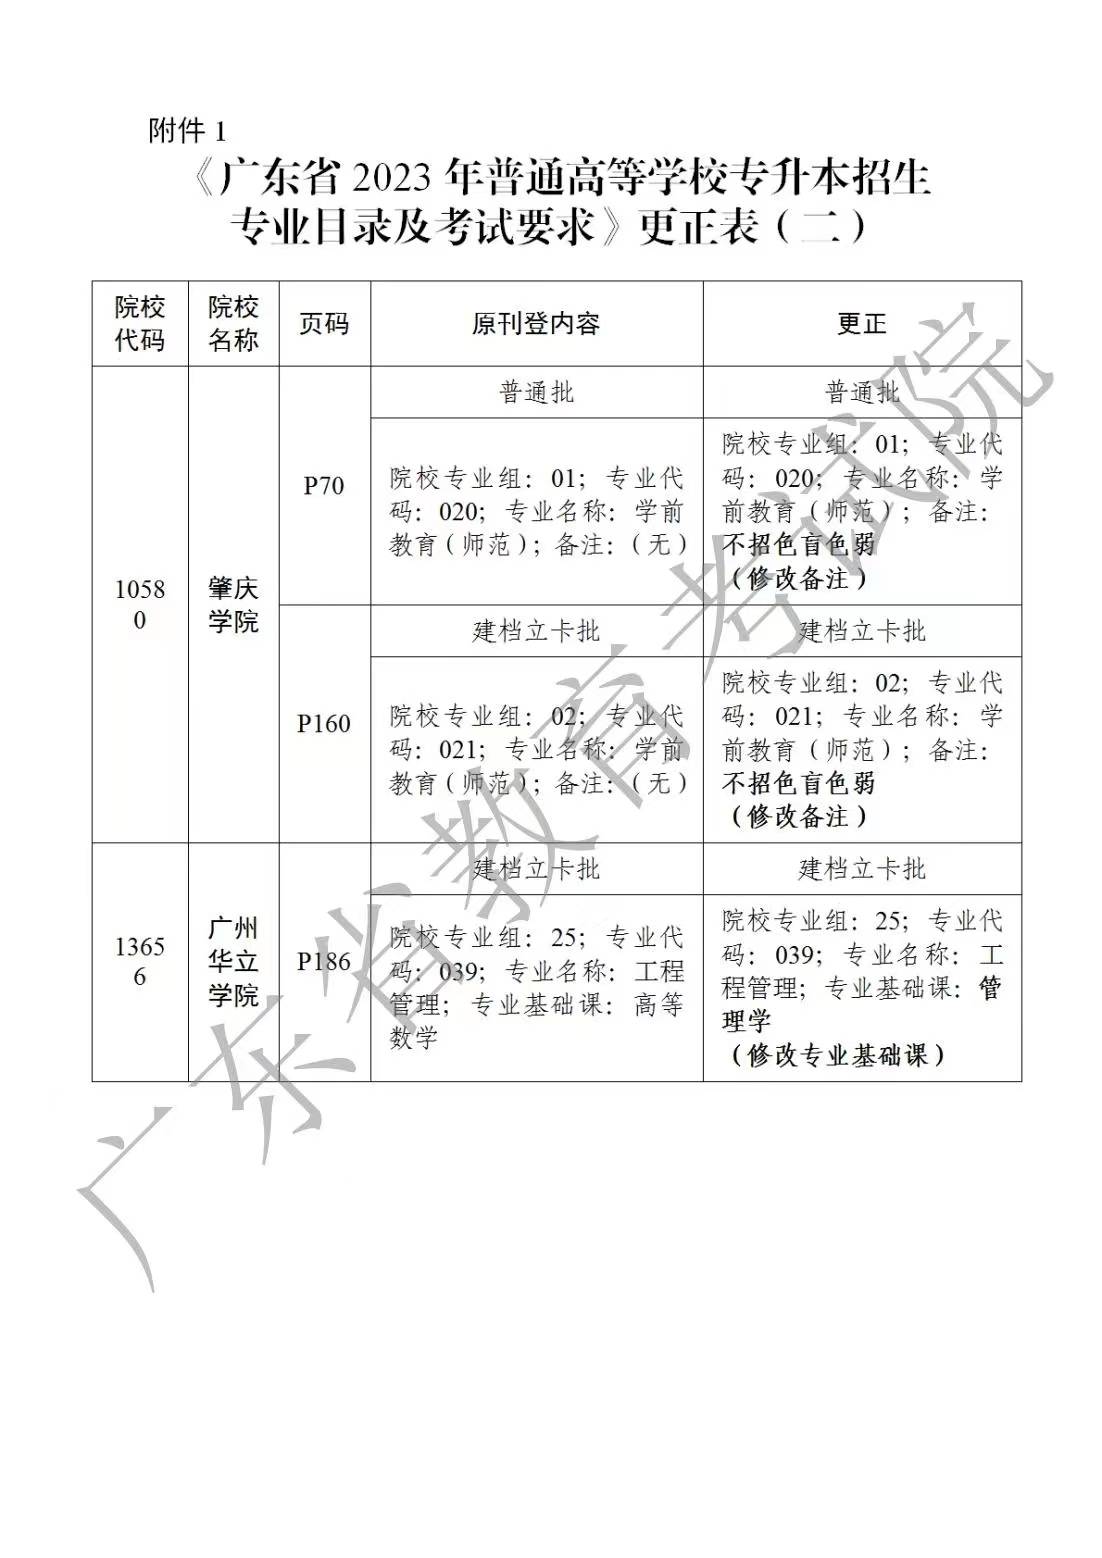 附件 1
《广东省 2023 年普通高等学校专升本招生
专业目录及考试要求》更正表（二）
院校
代码
院校
名称
页码
原刊登内容
更正
1058
0
肇庆
学院
P70
普通批
普通批
院校专业组：01；专业代
码：020；专业名称：学前
教育（师范）；备注：（无）
院校专业组：01；专业代
码：020；专业名称：学
前教育（师范）；备注：
不招色盲色弱
（修改备注）
P160
建档立卡批
建档立卡批
院校专业组：02；专业代
码：021；专业名称：学前
教育（师范）；备注：（无）
院校专业组：02；专业代
码：021；专业名称：学
前教育（师范）；备注：
不招色盲色弱
（修改备注）
1365
6
广州
华立
学院
P186
建档立卡批
建档立卡批
院校专业组：25；专业代
码：039；专业名称：工程
管理；专业基础课：高等
数学
院校专业组：25；专业代
码：039；专业名称：工
程管理；专业基础课：管
理学
（修改专业基础课）
广东省教育考试院